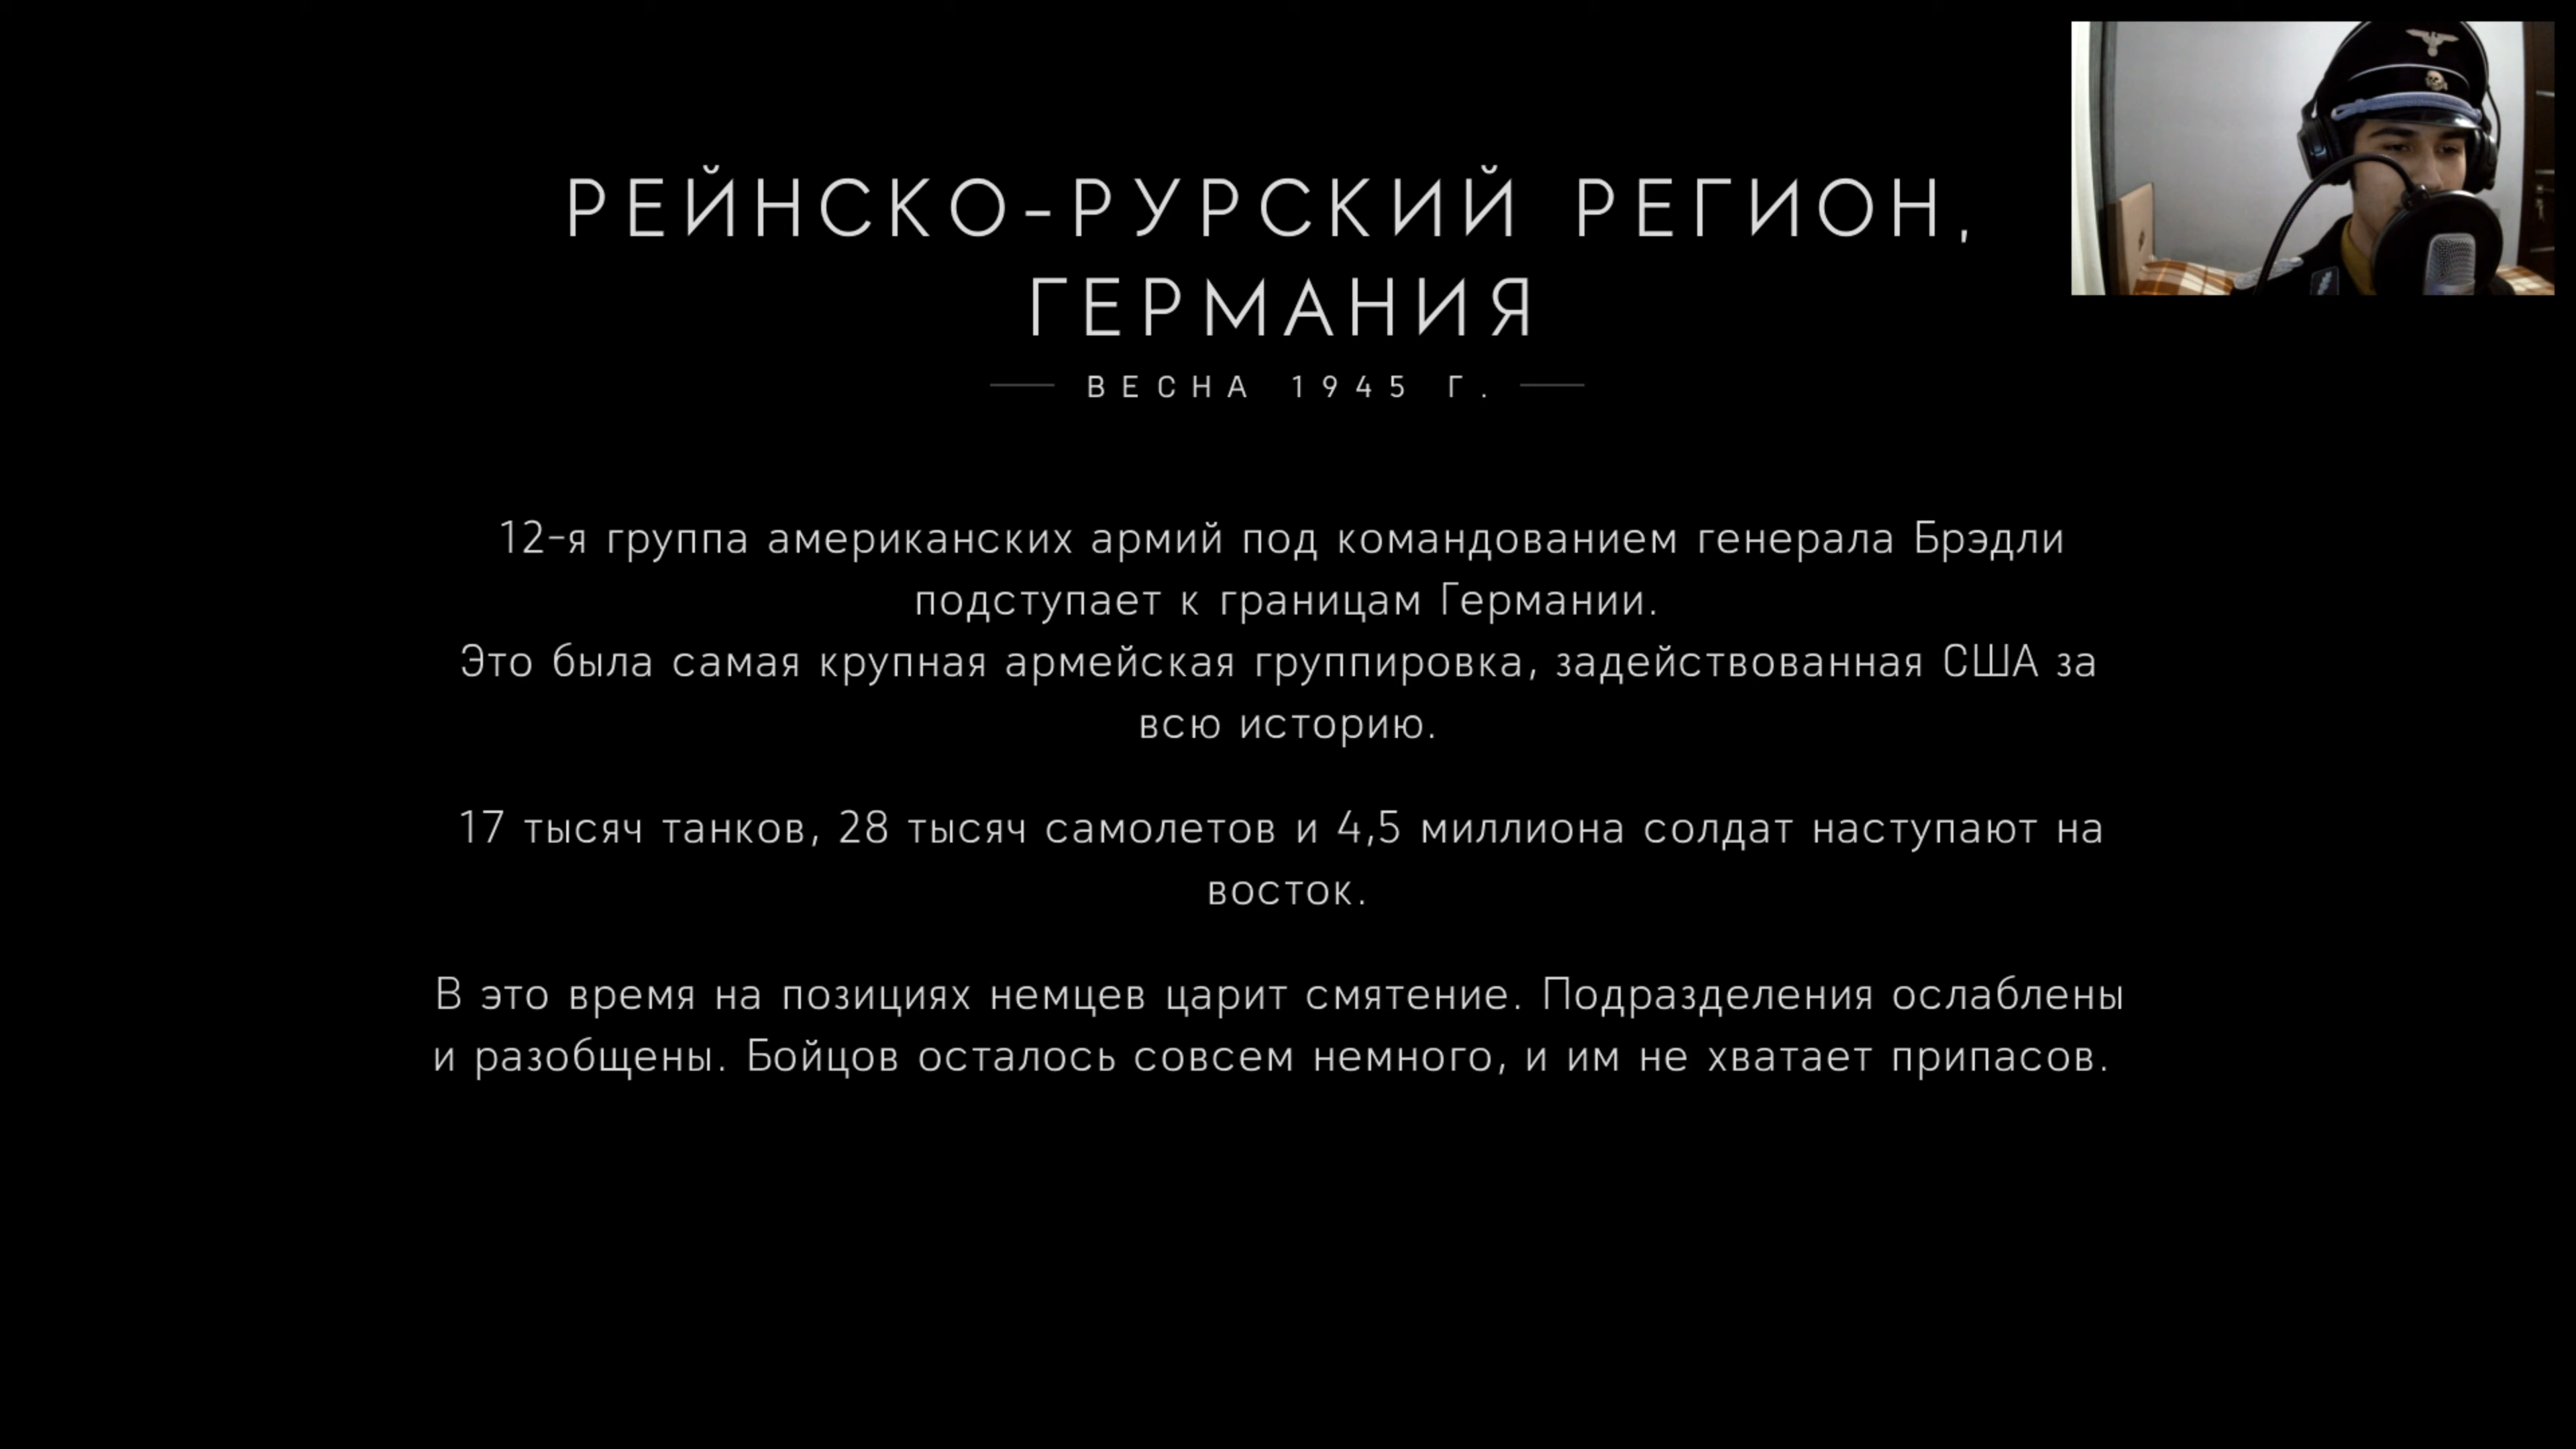 РЕЙНСКО-РУРСКИЙ РЕГИОН,
ГЕРМАНИЯ
ВЕСНА 1945 Г.
12-я группа американских армий под командованием генерала Брэдли
подступает к границам Германии.
Это была самая крупная армейская группировка, задействованная США за
всю историю.
17 тысяч танков, 28 тысяч самолетов и 4,5 миллиона солдат наступают на
восток.
В это время на позициях немцев царит смятение. Подразделения ослаблены
и разобщены. Бойцов осталось совсем немного, и им не хватает припасов.